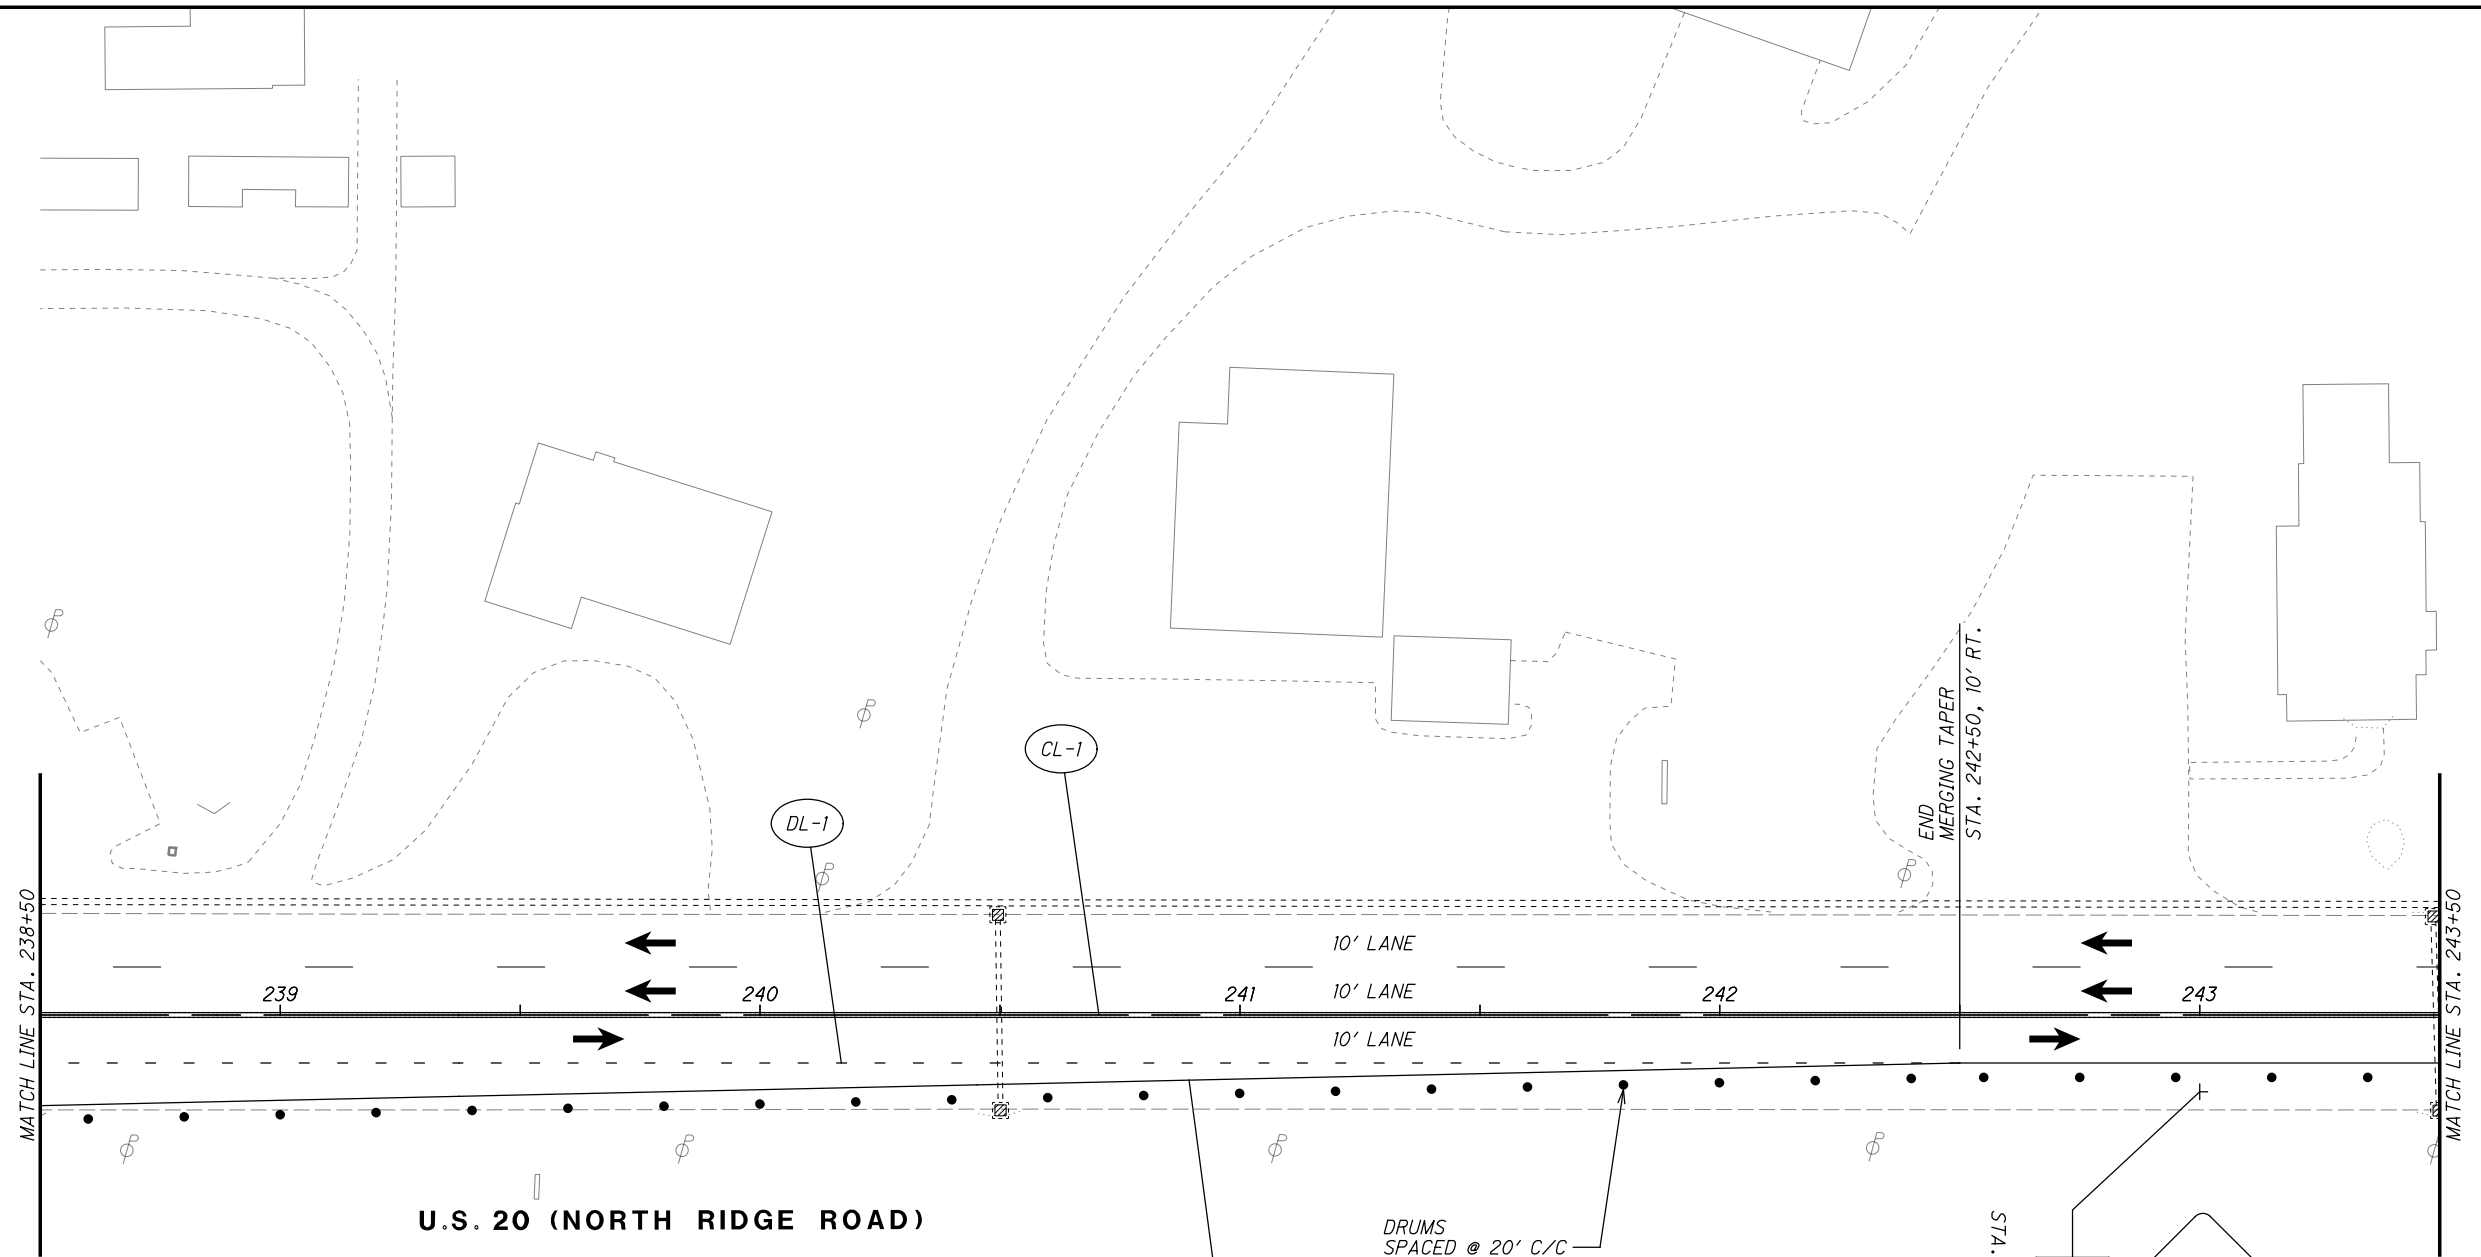 CL-1
DL-1
END
MERGING TAPER
STA. 242+50, 10' RT.
MATCH LINE STA. 238+50
MATCH LINE STA. 243+50
10' LANE
10' LANE
239
240
241
242
243
10' LANE
U.S. 20 (NORTH RIDGE ROAD)
DRUMS
SPACED @ 20' C/C
STA.